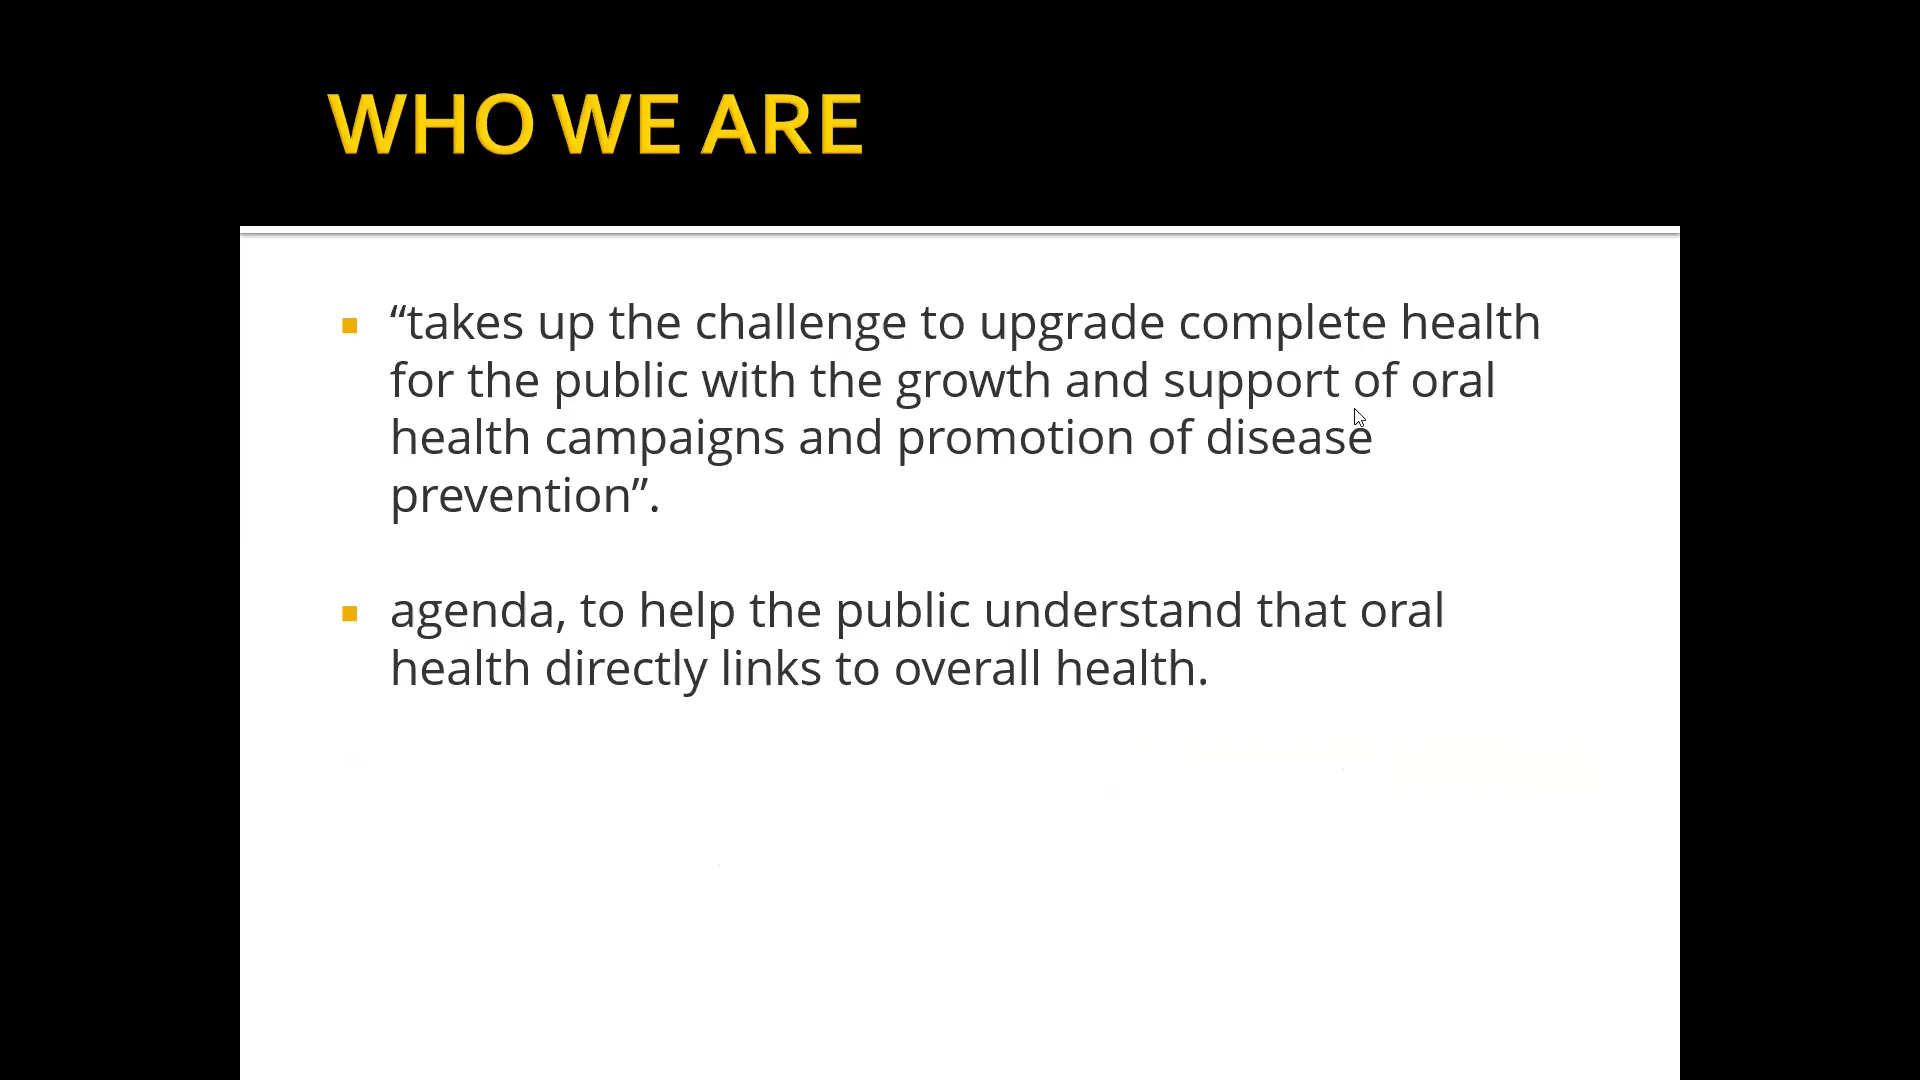 WHO WE ARE
“takes up the challenge to upgrade complete health
for the public with the growth and support of oral
health campaigns and promotion of disease
prevention”.
agenda, to help the public understand that oral
health directly links to overall health.